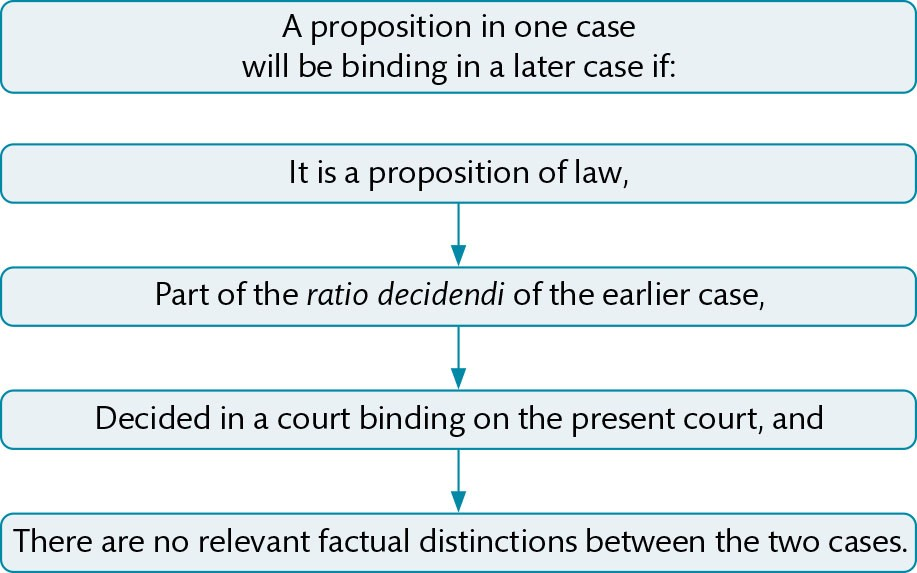 A proposition in one case
will be binding in a later case if:
It is a proposition of law,
Part of the ratio decidendi of the earlier case,
Decided in a court binding on the present court, and
There are no relevant factual distinctions between the two cases.